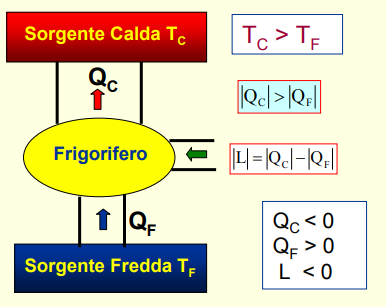 Sorgente Calda T_C
T_C > T_F
Q_C
|Q_C|>|Q_F|
Frigorifero
|L|=|Q_C|−|Q_F|
Q_F
Q_C < 0
Q_F > 0
L < 0
Sorgente Fredda T_F